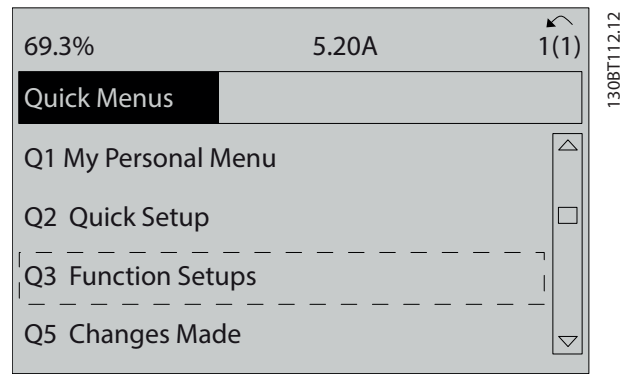 69.3% 5.20A 1(1)
Quick Menus
Q1 My Personal Menu
Q2 Quick Setup
Q3 Function Setups
Q5 Changes Made
130BT112.12